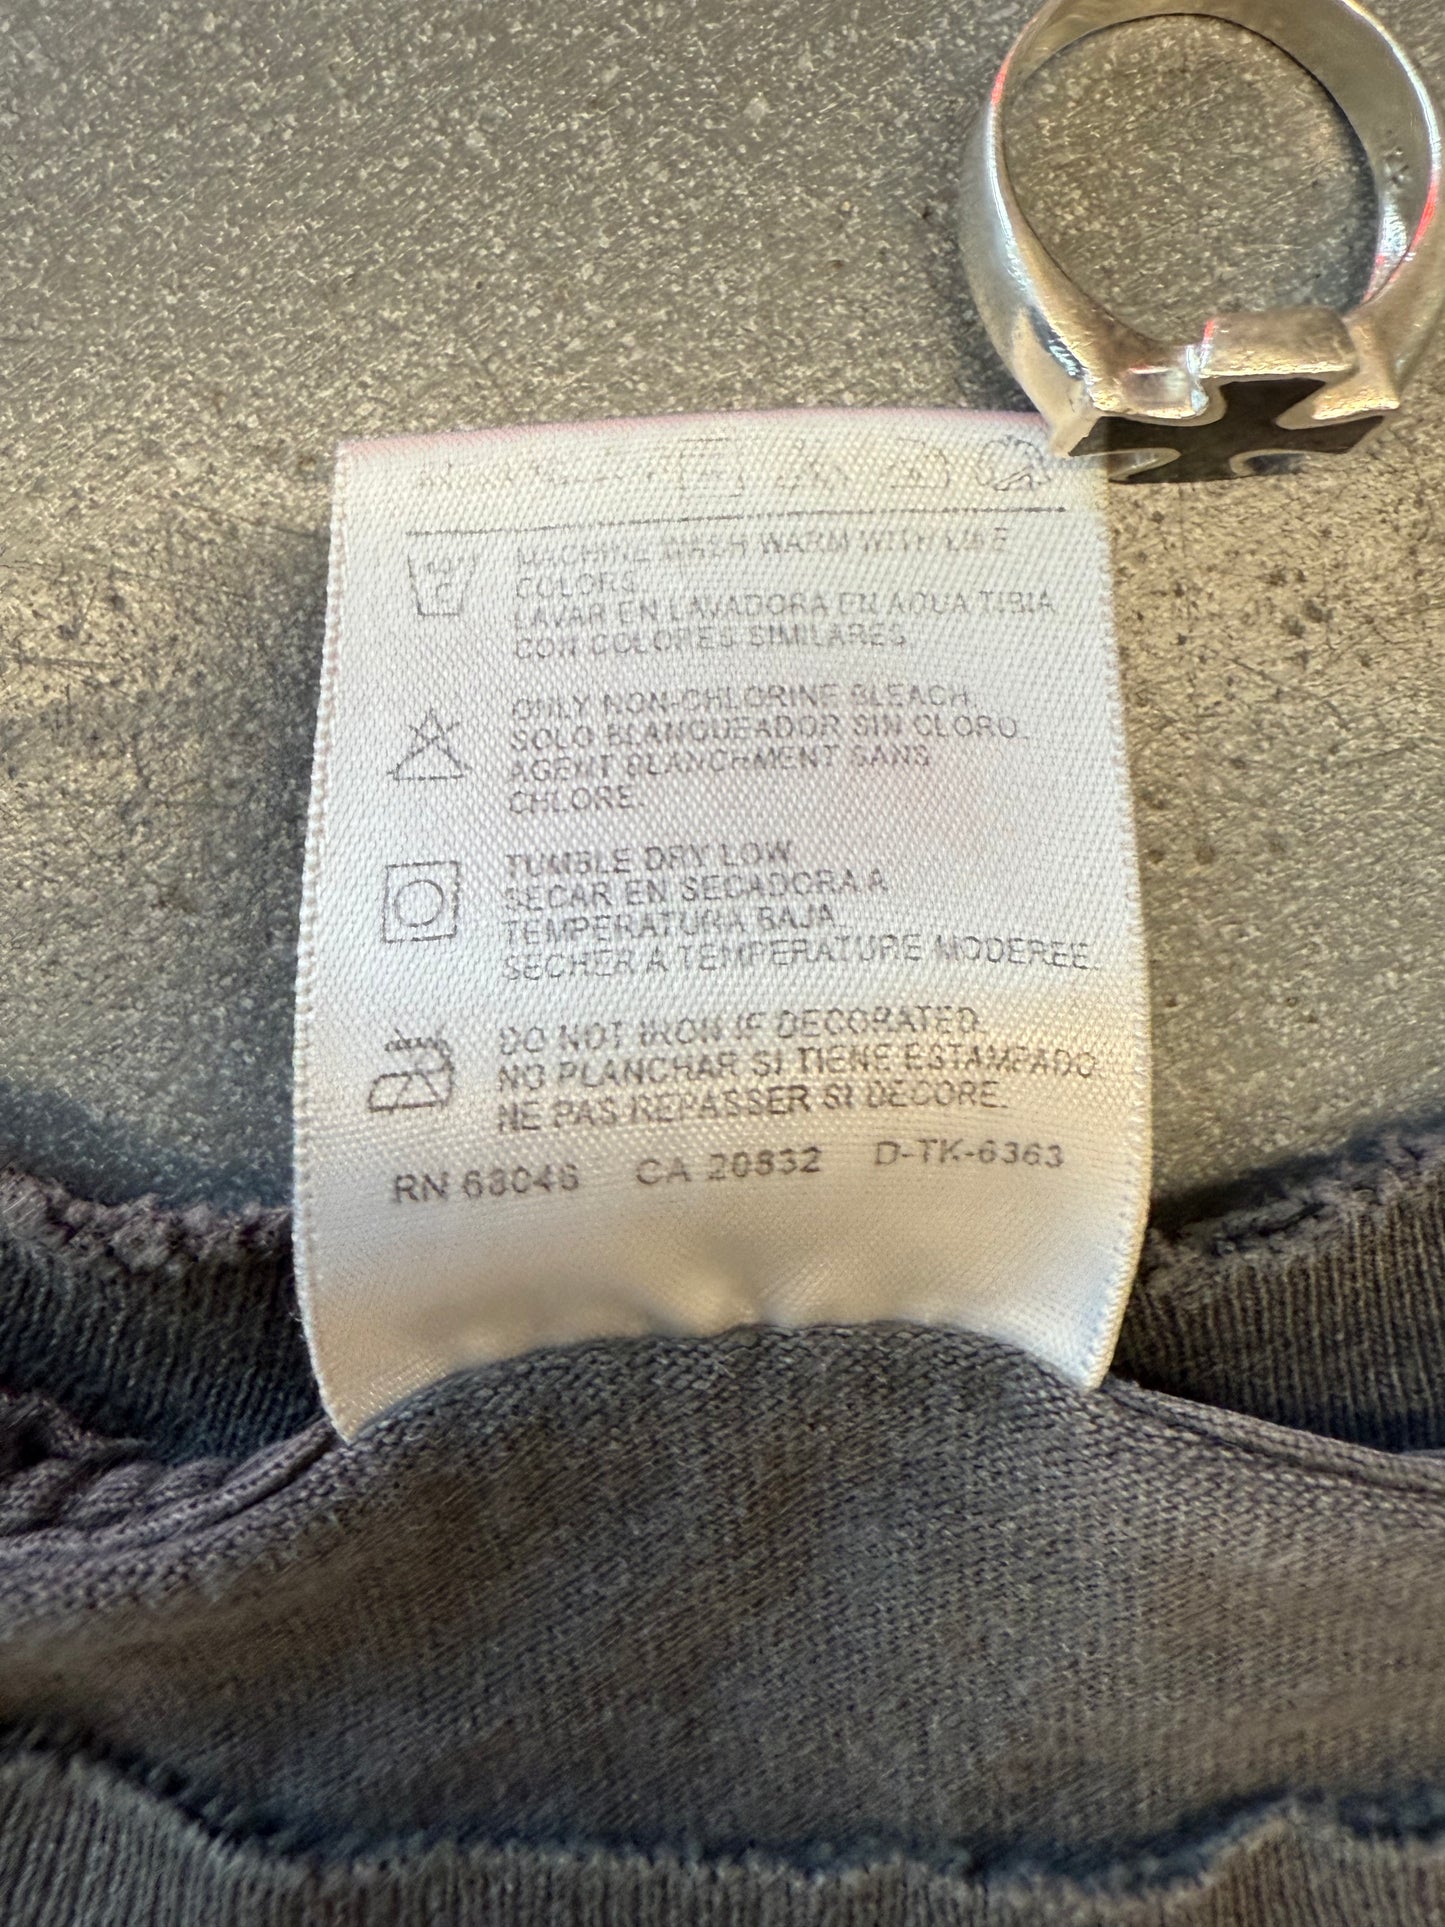 MACHINE WASH WARM WITH LIKE
COLORS.
LAVAR EN LAVADORA EN AQUA TIBIA
CON COLORES SIMILARES.
ONLY NON-CHLORINE BLEACH.
SOLO BLANQUEADOR SIN CLORO.
AGENT BLANCHMENT SANS
CHLORE.
TUMBLE DRY LOW
SECAR EN SECADORA A
TEMPERATURA BAJA.
SECHER A TEMPERATURE MODEREE.
DO NOT IRON IF DECORATED.
NO PLANCHAR SI TIENE ESTAMPADO.
NE PAS REPASSER SI DECORE.
RN 68046 CA 20832 D-TK-6363